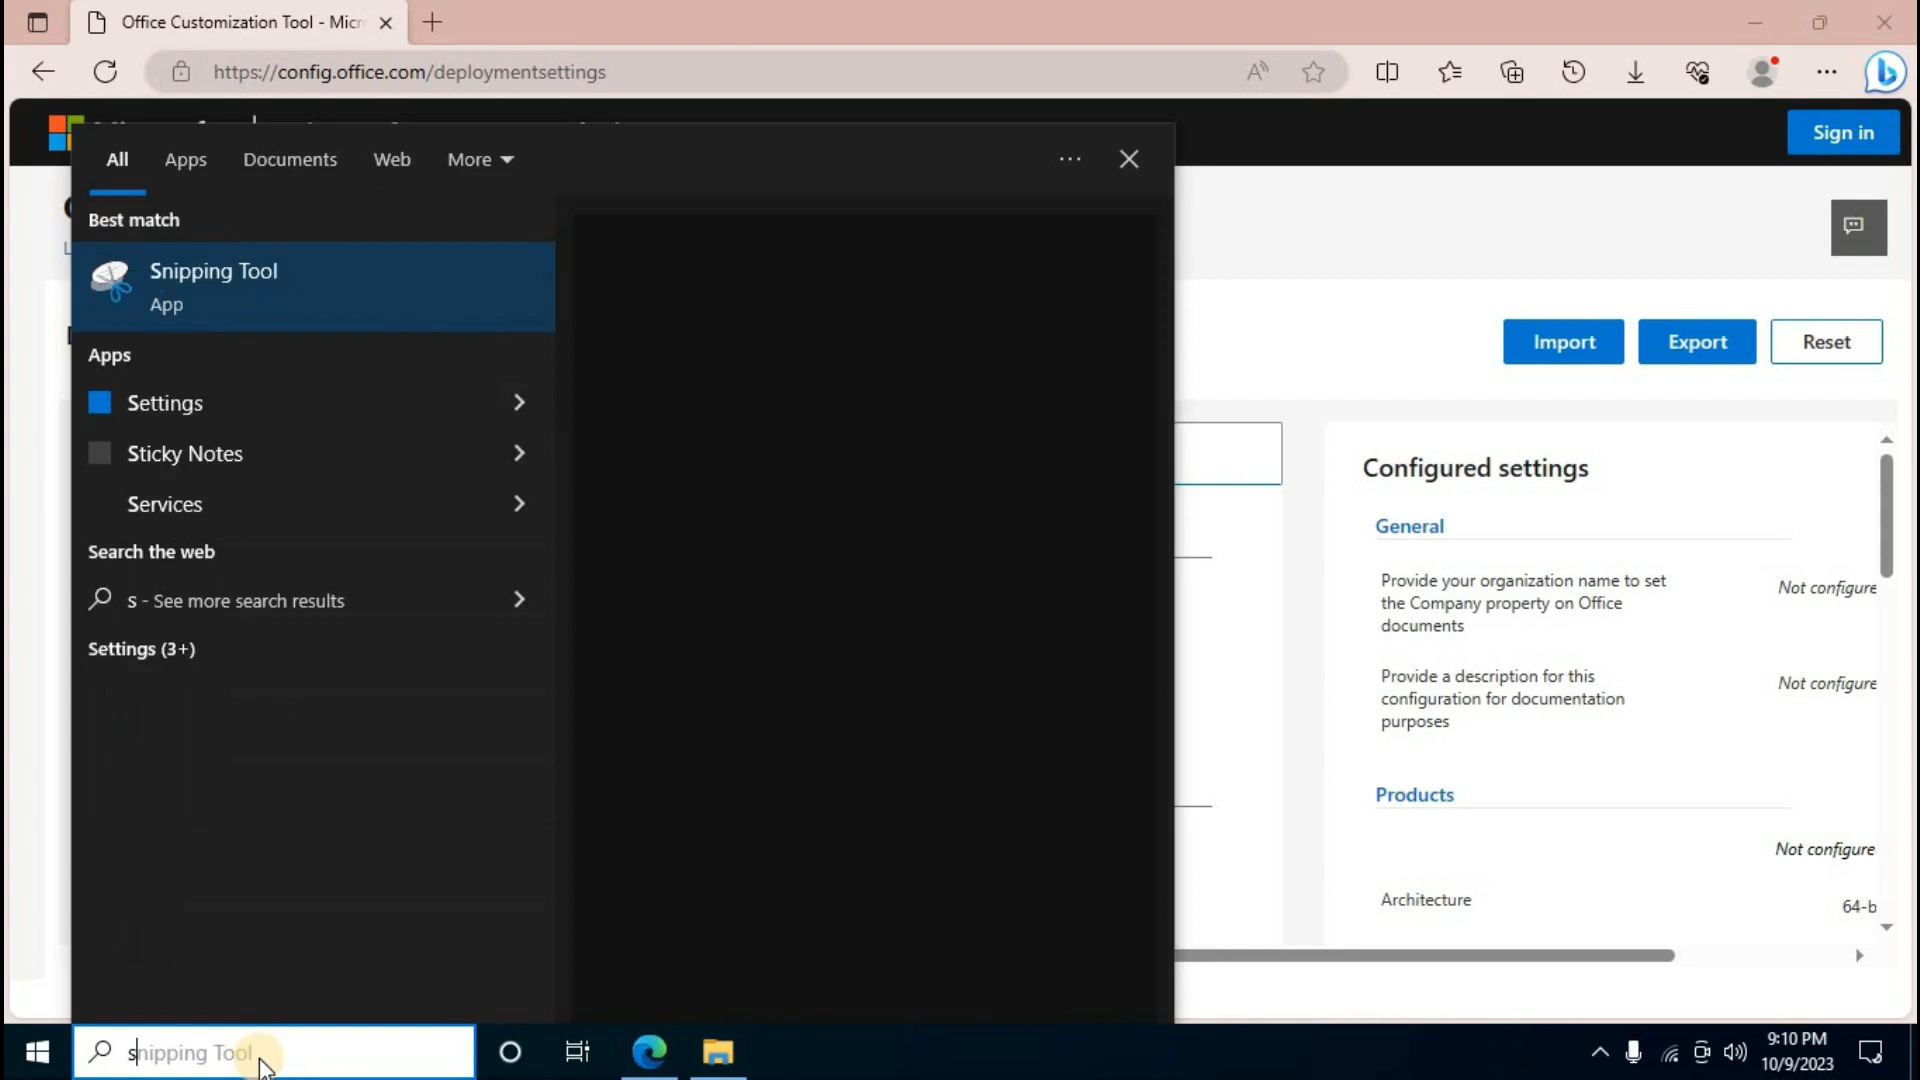 Office Customization Tool - Micr
https://config.office.com/deploymentsettings
Sign in
All
Apps
Documents
Web
More
Best match
Snipping Tool
App
Apps
Settings
Sticky Notes
Services
Search the web
s - See more search results
Settings (3+)
Import
Export
Reset
Configured settings
General
Provide your organization name to set
the Company property on Office
documents
Not configure
Provide a description for this
configuration for documentation
purposes
Not configure
Products
Not configure
Architecture
64-b
snipping Tool
9:10 PM
10/9/2023